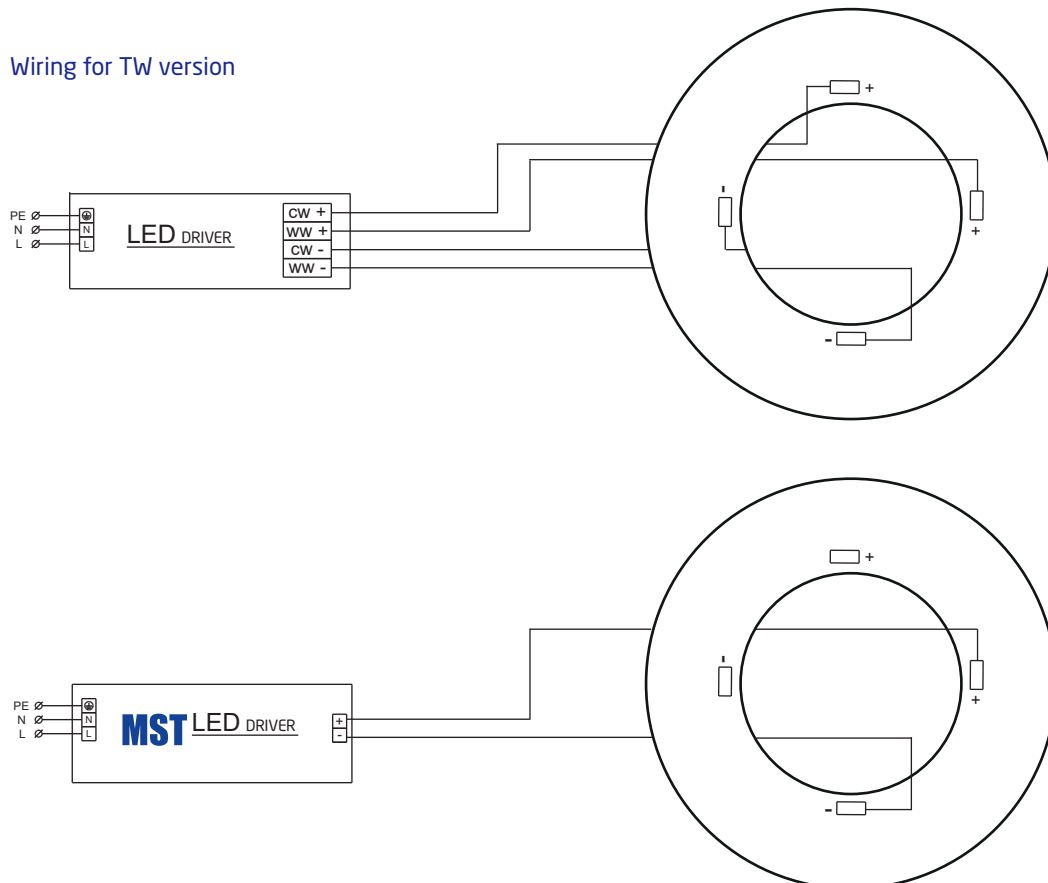 Wiring for TW version
+
CW +
PE N L
N
L
LED DRIVER
WW +
CW -
WW -
-
+
-
+
PE N L
N
L
MST LED DRIVER
+
-
-
+
-